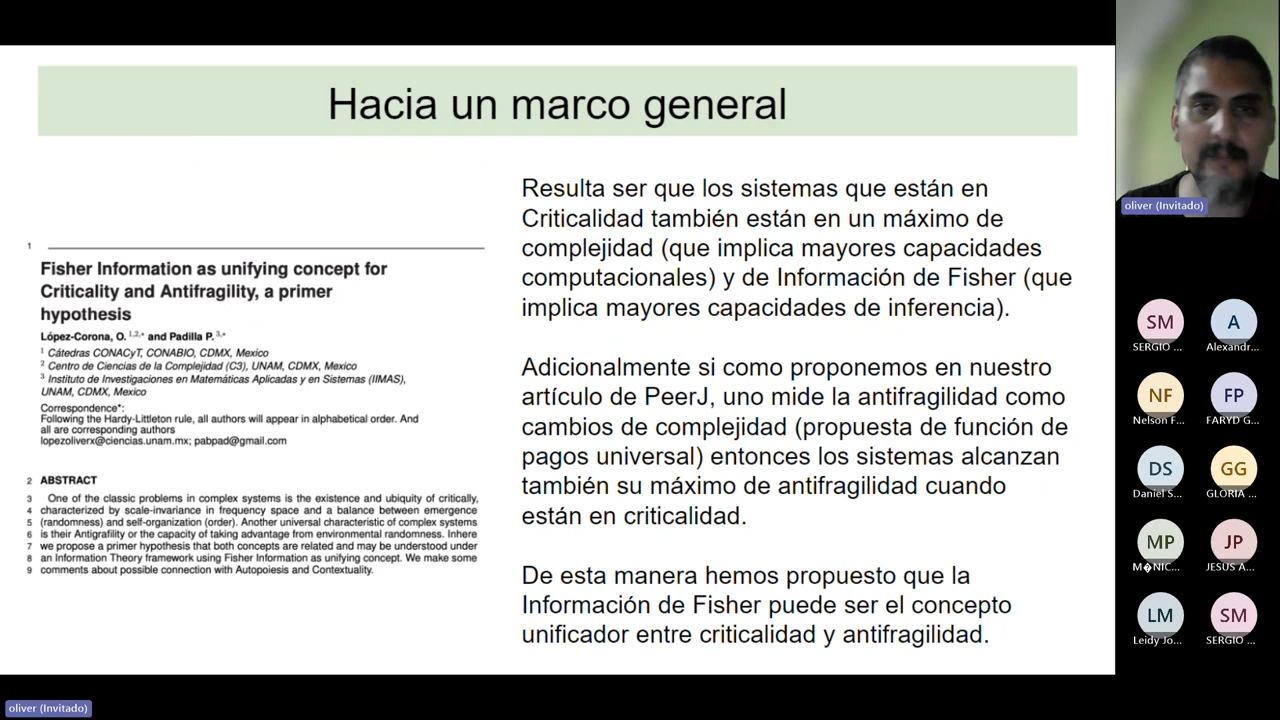 Hacia un marco general
1
Fisher Information as unifying concept for
Criticality and Antifragility, a primer
hypothesis
López-Corona, O. 1,2,* and Padilla P. 3,*
1 Cátedras CONACyT, CONABIO, CDMX, Mexico
2 Centro de Ciencias de la Complejidad (C3), UNAM, CDMX, Mexico
3 Instituto de Investigaciones en Matemáticas Aplicadas y en Sistemas (IIMAS),
UNAM, CDMX, Mexico
Correspondence*:
Following the Hardy-Littleton rule, all authors will appear in alphabetical order. And
all are corresponding authors
lopezoliverx@ciencias.unam.mx; pabpad@gmail.com
2 ABSTRACT
3 One of the classic problems in complex systems is the existence and ubiquity of critically,
4 characterized by scale-invariance in frequency space and a balance between emergence
5 (randomness) and self-organization (order). Another universal characteristic of complex systems
6 is their Antigrafility or the capacity of taking advantage from environmental randomness. Inhere
7 we propose a primer hypothesis that both concepts are related and may be understood under
8 an Information Theory framework using Fisher Information as unifying concept. We make some
9 comments about possible connection with Autopoiesis and Contextuality.
Resulta ser que los sistemas que están en
Criticalidad también están en un máximo de
complejidad (que implica mayores capacidades
computacionales) y de Información de Fisher (que
implica mayores capacidades de inferencia).
Adicionalmente si como proponemos en nuestro
artículo de PeerJ, uno mide la antifragilidad como
cambios de complejidad (propuesta de función de
pagos universal) entonces los sistemas alcanzan
también su máximo de antifragilidad cuando
están en criticalidad.
De esta manera hemos propuesto que la
Información de Fisher puede ser el concepto
unificador entre criticalidad y antifragilidad.
oliver (Invitado)
SM
SERGIO ...
A
Alexandr...
NF
Nelson F...
FP
FARYD G...
DS
Daniel S...
GG
GLORIA ...
MP
M�NIC...
JP
JESUS A...
LM
Leidy Jo...
SM
SERGIO ...
oliver (Invitado)